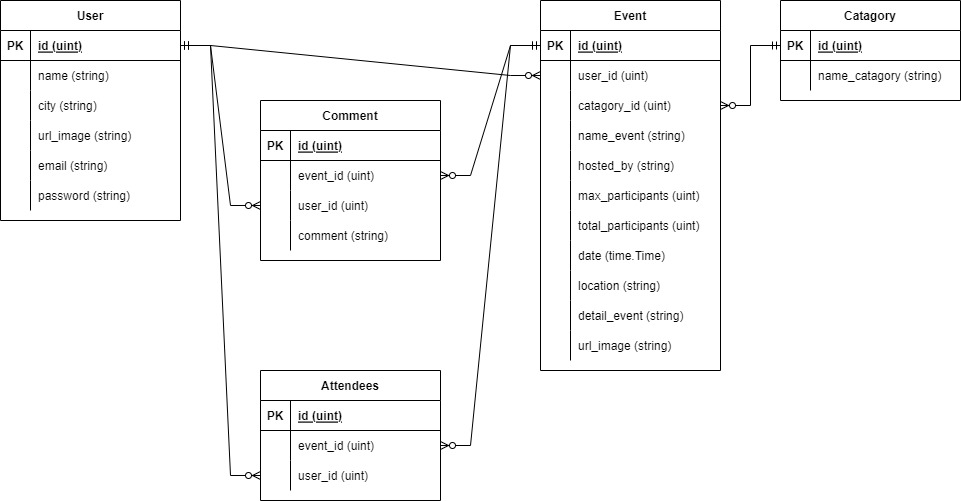 User
PK id (uint)
name (string)
city (string)
url_image (string)
email (string)
password (string)
Comment
PK id (uint)
event_id (uint)
user_id (uint)
comment (string)
Attendees
PK id (uint)
event_id (uint)
user_id (uint)
Event
PK id (uint)
user_id (uint)
catagory_id (uint)
name_event (string)
hosted_by (string)
max_participants (uint)
total_participants (uint)
date (time.Time)
location (string)
detail_event (string)
url_image (string)
Catagory
PK id (uint)
name_catagory (string)